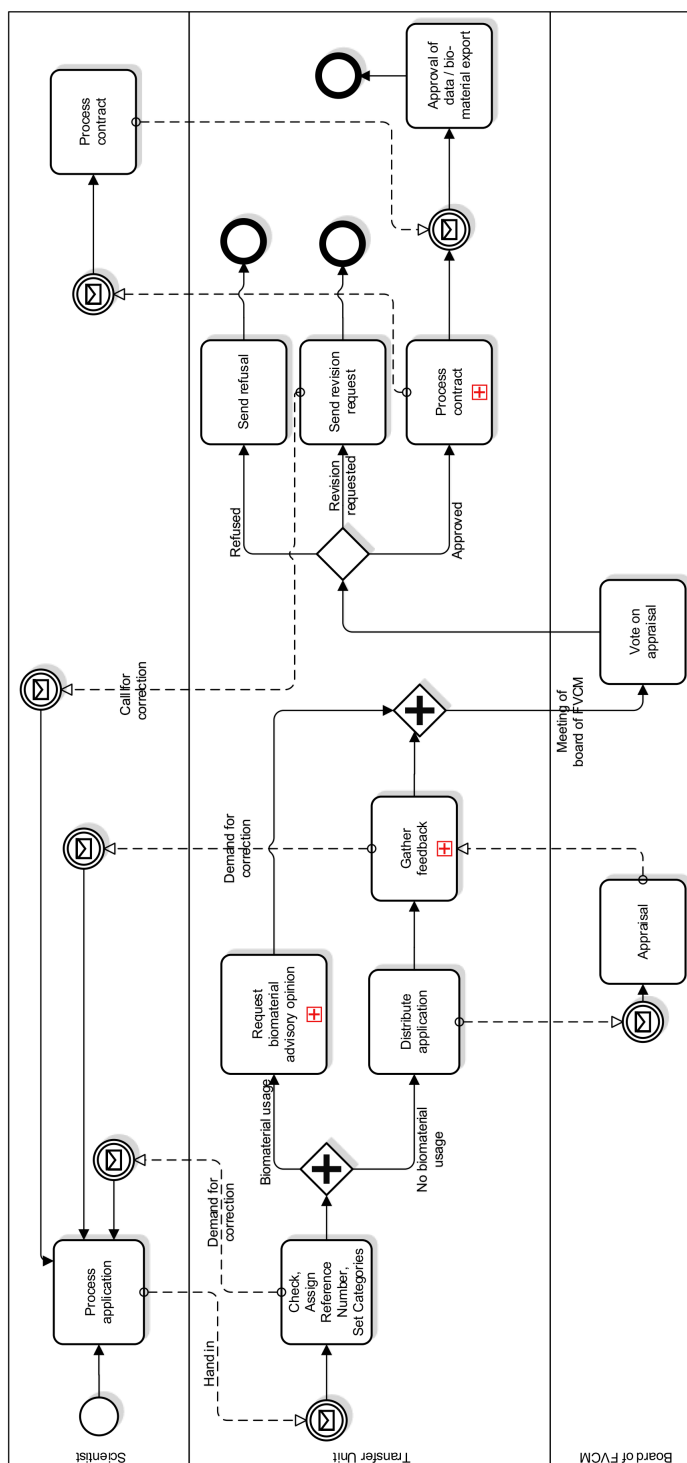 Scientist
Process
application
Process
contract
Hand in
Demand for
correction
Demand for
correction
Call for
correction
Transfer Unit
Check,
Assign
Reference
Number,
Set Categories
Biomaterial usage
No biomaterial
usage
Request
biomaterial
advisory opinion
Distribute
application
Gather
feedback
Refused
Revision
requested
Approved
Send refusal
Send revision
request
Process
contract
Approval of
data / bio-
material export
Meeting of
board of FVCM
Board of FVCM
Appraisal
Vote on
appraisal